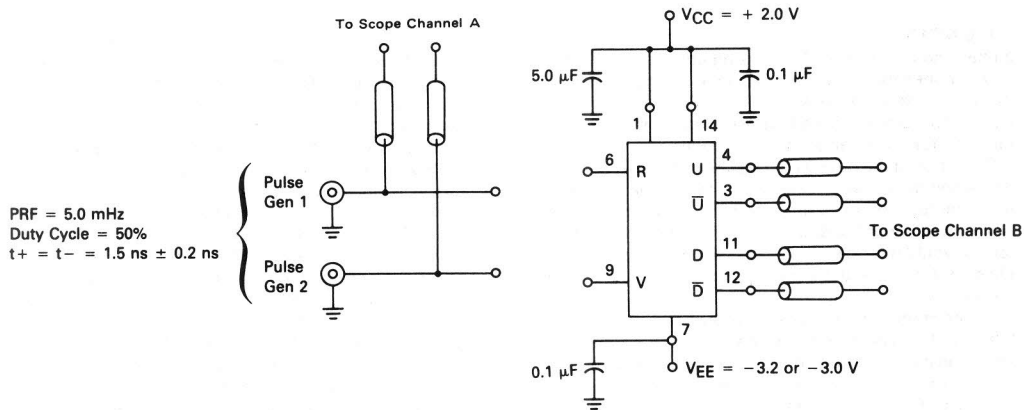 To Scope Channel A
PRF = 5.0 mHz
Duty Cycle = 50%
t+ = t− = 1.5 ns ± 0.2 ns
Pulse
Gen 1
Pulse
Gen 2
VCC = + 2.0 V
5.0 μF
0.1 μF
1
14
6
R
U
4
U̅
3
9
V
D
11
D̅
12
7
To Scope Channel B
0.1 μF
VEE = −3.2 or −3.0 V